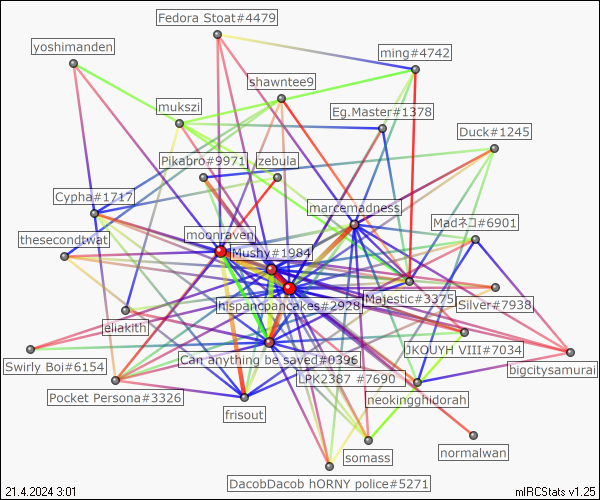 Fedora Stoat#4479
yoshimanden
ming#4742
shawntee9
mukszi
Eg.Master#1378
Duck#1245
Pikabro#9971
zebula
Cypha#1717
marcemadness
Madネコ#6901
moonraven
thesecondtwat
Mushy#1984
hispancpancakes#2928
Majestic#3375
Silver#7938
eliakith
Can anything be saved#0396
JKOUYH VIII#7034
Swirly Boi#6154
bigcitysamurai
LPK2387 #7690
Pocket Persona#3326
neokingghidorah
frisout
somass
normalwan
DacobDacob hORNY police#5271
21.4.2024 3:01
mIRCStats v1.25